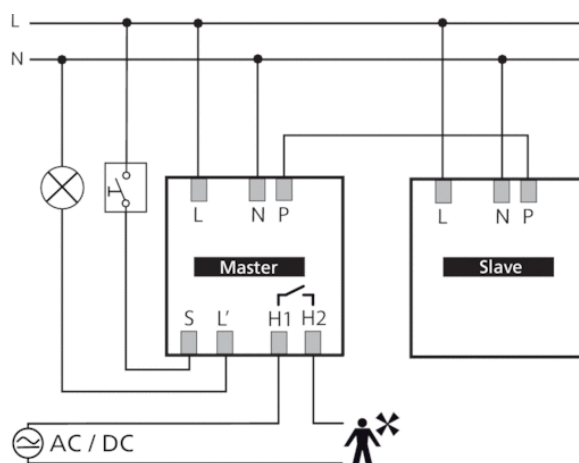 L
N
L N P
L N P
Master
Slave
S L' H1 H2
AC / DC